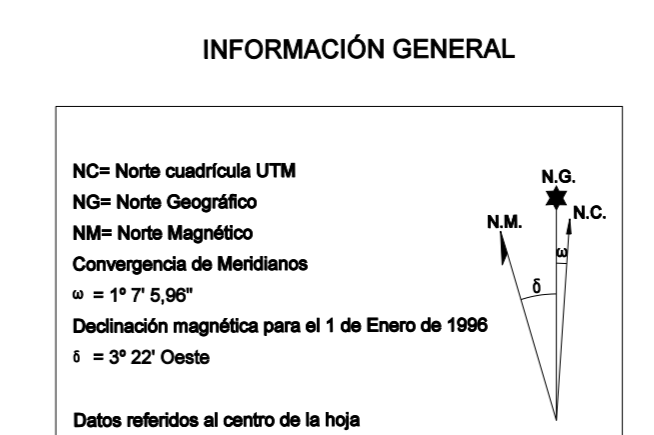 INFORMACIÓN GENERAL
NC= Norte cuadrícula UTM
NG= Norte Geográfico
NM= Norte Magnético
Convergencia de Meridianos
ω = 1º 7' 5,96"
Declinación magnética para el 1 de Enero de 1996
δ = 3º 22' Oeste
Datos referidos al centro de la hoja
N.G.
N.C.
N.M.
ω
δ